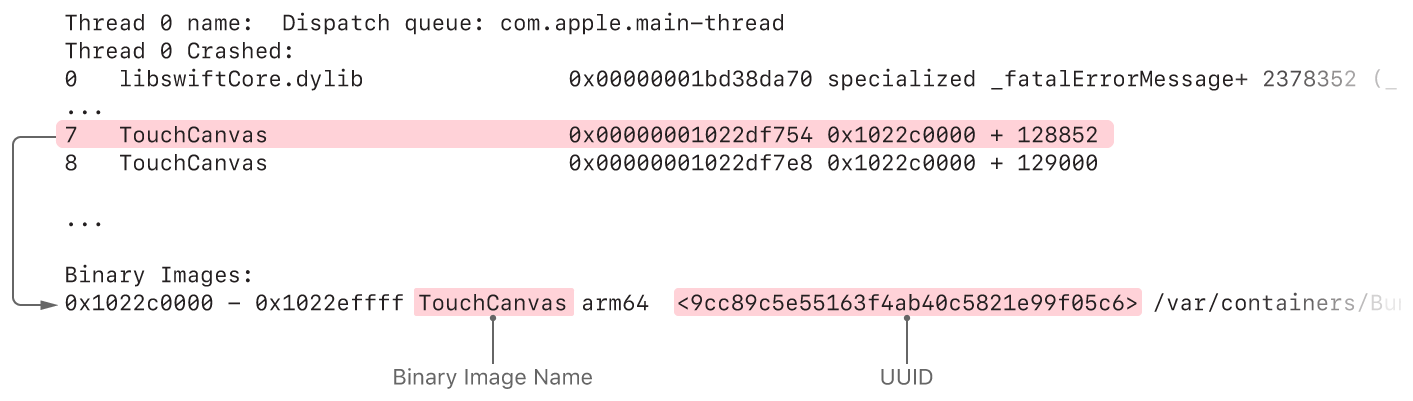 Thread 0 name:  Dispatch queue: com.apple.main-thread
Thread 0 Crashed:
0   libswiftCore.dylib                  0x00000001bd38da70 specialized _fatalErrorMessage+ 2378352 (_
...
7   TouchCanvas                         0x00000001022df754 0x1022c0000 + 128852
8   TouchCanvas                         0x00000001022df7e8 0x1022c0000 + 129000
...
Binary Images:
0x1022c0000 - 0x1022effff TouchCanvas arm64  <9cc89c5e55163f4ab40c5821e99f05c6> /var/containers/Bun
Binary Image Name
UUID